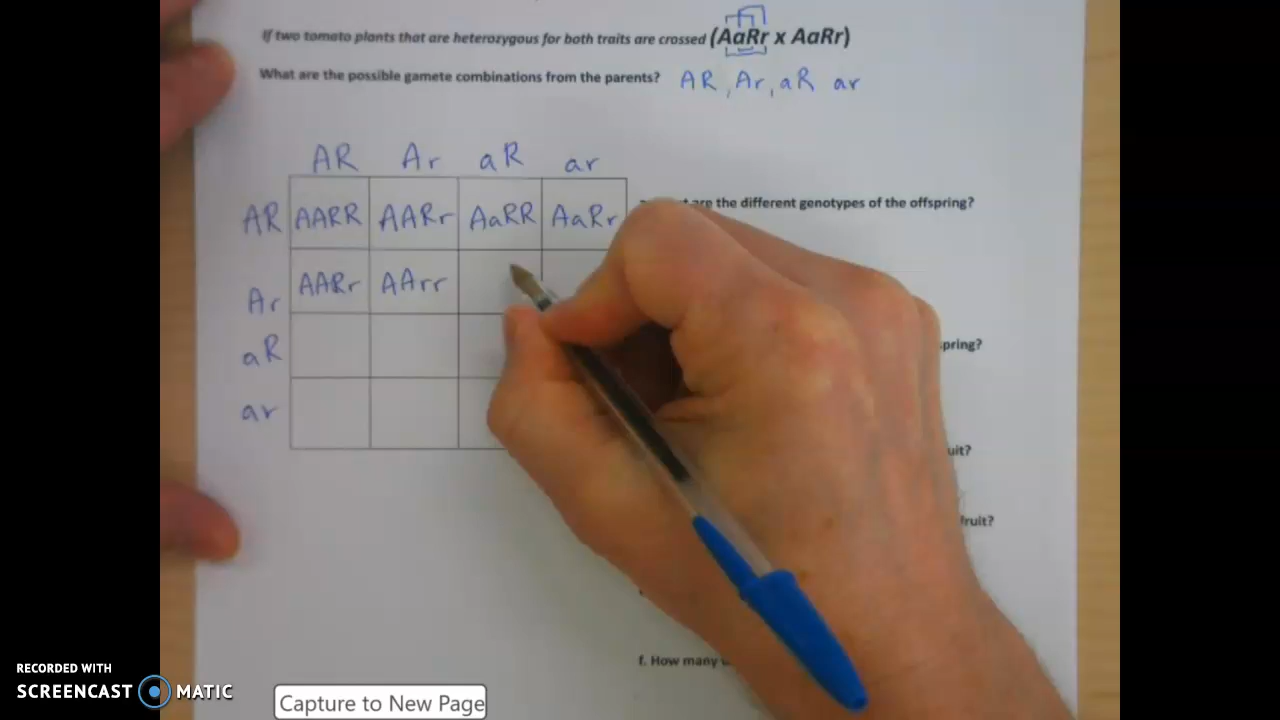 If two tomato plants that are heterozygous for both traits are crossed (AaRr x AaRr)
What are the possible gamete combinations from the parents? AR, Ar, aR ar
AR Ar aR ar
AR AARR AARr AaRR AaRr
are the different genotypes of the offspring?
Ar AARr AArr
aR
ar
fruit?
f. How many
RECORDED WITH
SCREENCAST MATIC
Capture to New Page